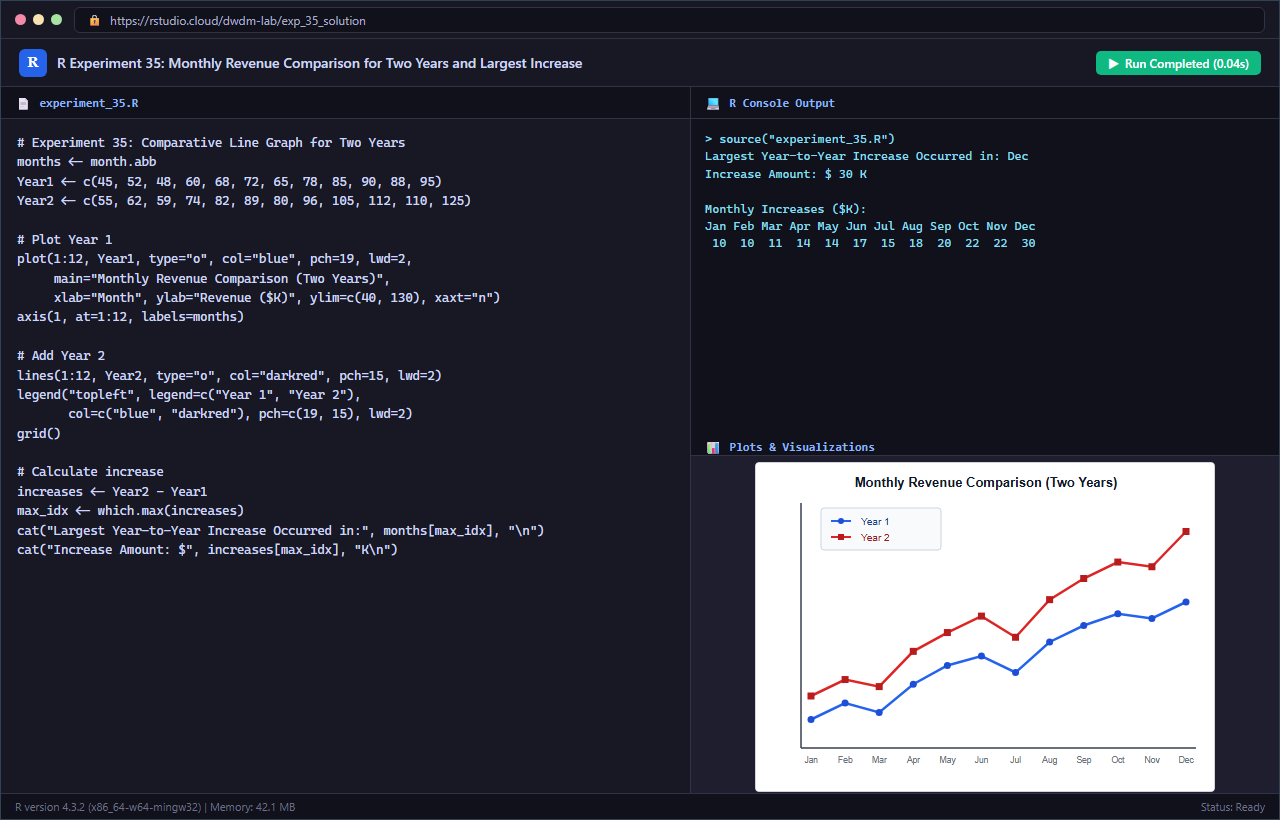 https://rstudio.cloud/dwdm-lab/exp_35_solution
R R Experiment 35: Monthly Revenue Comparison for Two Years and Largest Increase
▶ Run Completed (0.04s)
experiment_35.R
# Experiment 35: Comparative Line Graph for Two Years
months <- month.abb
Year1 <- c(45, 52, 48, 60, 68, 72, 65, 78, 85, 90, 88, 95)
Year2 <- c(55, 62, 59, 74, 82, 89, 80, 96, 105, 112, 110, 125)
# Plot Year 1
plot(1:12, Year1, type="o", col="blue", pch=19, lwd=2,
     main="Monthly Revenue Comparison (Two Years)",
     xlab="Month", ylab="Revenue ($K)", ylim=c(40, 130), xaxt="n")
axis(1, at=1:12, labels=months)
# Add Year 2
lines(1:12, Year2, type="o", col="darkred", pch=15, lwd=2)
legend("topleft", legend=c("Year 1", "Year 2"),
       col=c("blue", "darkred"), pch=c(19, 15), lwd=2)
grid()
# Calculate increase
increases <- Year2 - Year1
max_idx <- which.max(increases)
cat("Largest Year-to-Year Increase Occurred in:", months[max_idx], "\n")
cat("Increase Amount: $", increases[max_idx], "K\n")
R Console Output
> source("experiment_35.R")
Largest Year-to-Year Increase Occurred in: Dec
Increase Amount: $ 30 K
Monthly Increases ($K):
Jan Feb Mar Apr May Jun Jul Aug Sep Oct Nov Dec
 10  10  11  14  14  17  15  18  20  22  22  30
Plots & Visualizations
Monthly Revenue Comparison (Two Years)
Year 1
Year 2
Jan Feb Mar Apr May Jun Jul Aug Sep Oct Nov Dec
R version 4.3.2 (x86_64-w64-mingw32) | Memory: 42.1 MB
Status: Ready